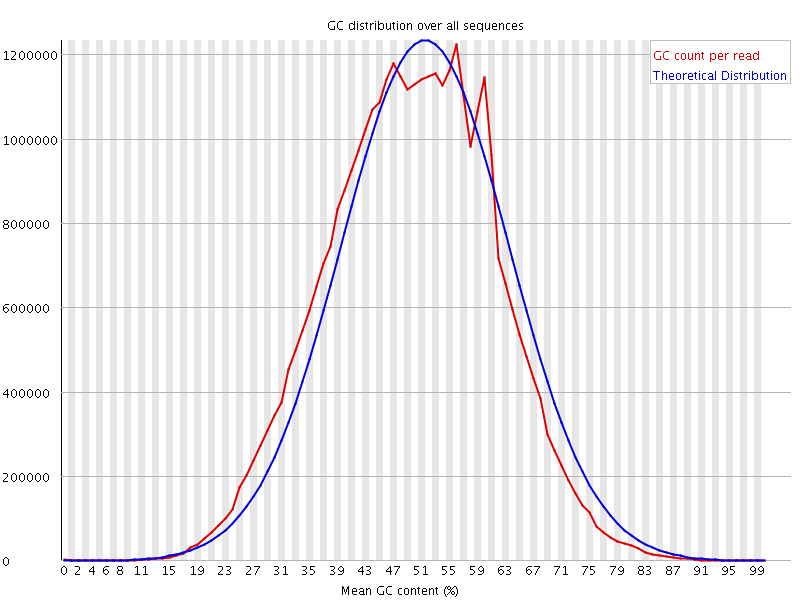 GC distribution over all sequences
GC count per read
Theoretical Distribution
1200000
1000000
800000
600000
400000
200000
0
0 2 4 6 8 11 15 19 23 27 31 35 39 43 47 51 55 59 63 67 71 75 79 83 87 91 95 99
Mean GC content (%)